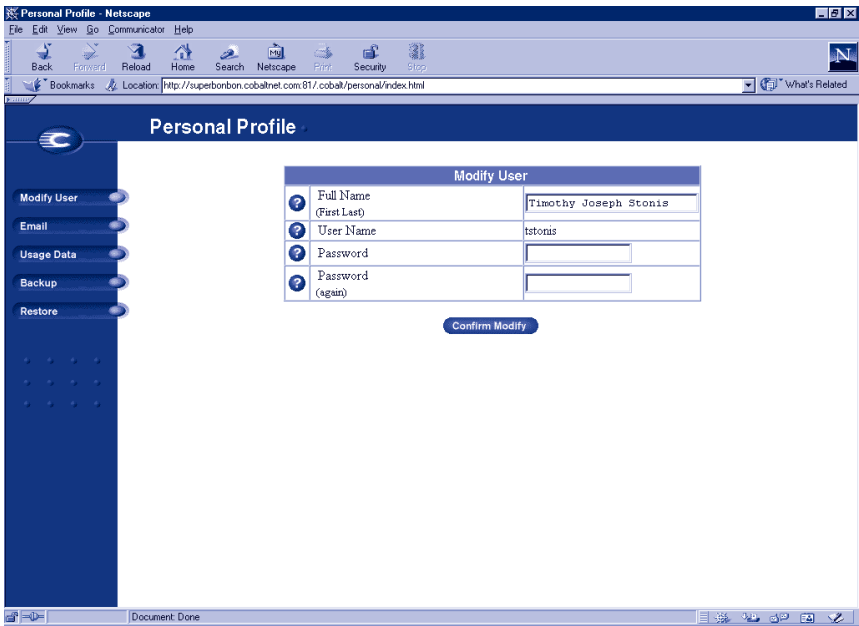 Personal Profile - Netscape
File Edit View Go Communicator Help
Back Forward Reload Home Search Netscape Print Security Stop
My
N
Bookmarks Location: http://superbonbon.cobaltnet.com:81/.cobalt/personal/index.html What's Related
C
Personal Profile
Modify User
Email
Usage Data
Backup
Restore
Modify User
? Full Name
(First Last)
Timothy Joseph Stonis
? User Name tstonis
? Password
? Password
(again)
Confirm Modify
Document: Done